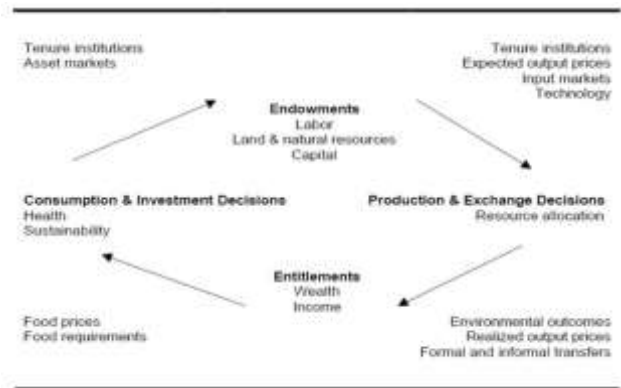 Tenure institutions
Asset markets
Tenure institutions
Expected output prices
Input markets
Technology
Endowments
Labor
Land & natural resources
Capital
Consumption & Investment Decisions
Health
Sustainability
Production & Exchange Decisions
Resource allocation
Entitlements
Wealth
Income
Food prices
Food requirements
Environmental outcomes
Realized output prices
Formal and informal transfers